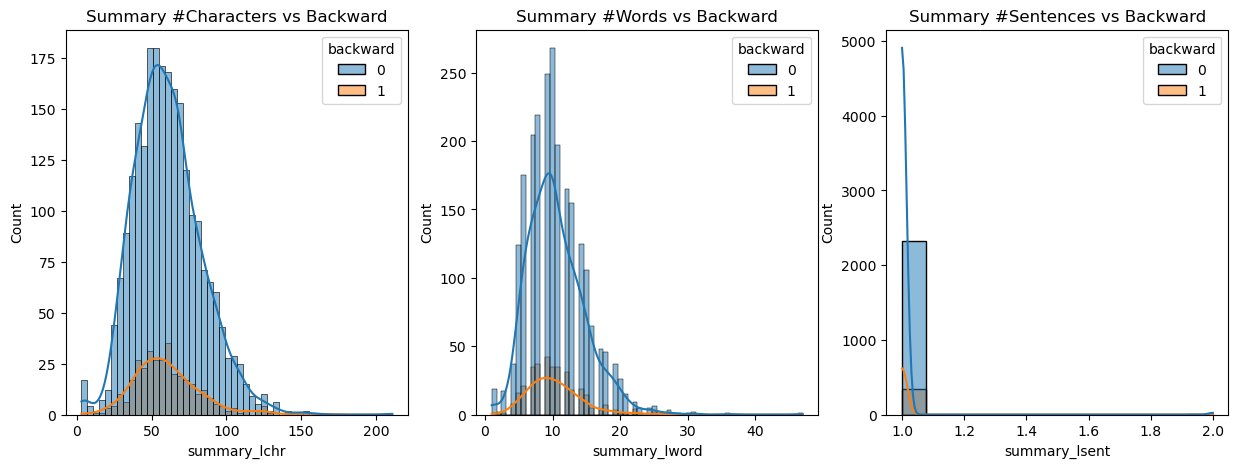 Summary #Characters vs Backward
175
150
125
100
75
50
25
0
Count
0 50 100 150 200
summary_lchr
backward
0
1
Summary #Words vs Backward
250
200
150
100
50
0
Count
0 10 20 30 40
summary_lword
backward
0
1
Summary #Sentences vs Backward
5000
4000
3000
2000
1000
0
Count
1.0 1.2 1.4 1.6 1.8 2.0
summary_lsent
backward
0
1